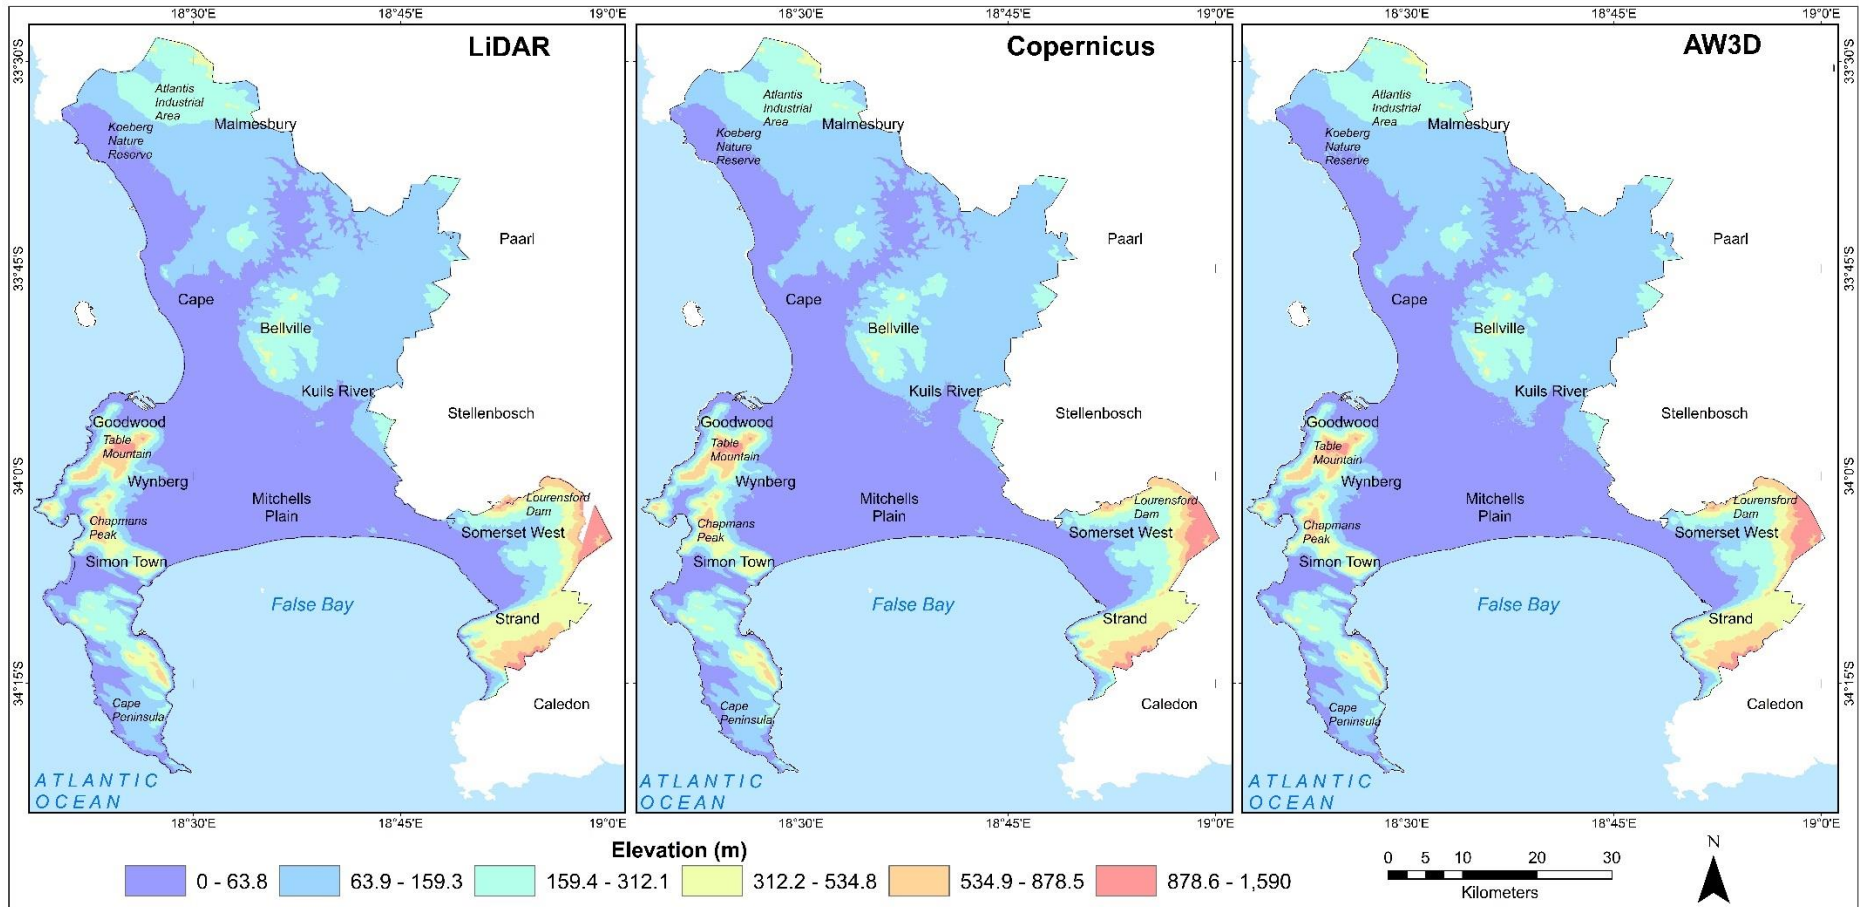 18°30'E
18°45'E
19°0'E
18°30'E
18°45'E
19°0'E
18°30'E
18°45'E
19°0'E
33°30'S
33°45'S
34°0'S
34°15'S
LiDAR
Atlantis
Industrial
Area
Malmesbury
Koeberg
Nature
Reserve
Paarl
Cape
Bellville
Kuils River
Stellenbosch
Goodwood
Table
Mountain
Wynberg
Mitchells
Plain
Lourensford
Dam
Chapmans
Peak
Somerset West
Simon Town
False Bay
Strand
Cape
Peninsula
Caledon
ATLANTIC
OCEAN
Copernicus
Atlantis
Industrial
Area
Malmesbury
Koeberg
Nature
Reserve
Paarl
Cape
Bellville
Kuils River
Stellenbosch
Goodwood
Table
Mountain
Wynberg
Mitchells
Plain
Lourensford
Dam
Chapmans
Peak
Somerset West
Simon Town
False Bay
Strand
Cape
Peninsula
Caledon
ATLANTIC
OCEAN
AW3D
Atlantis
Industrial
Area
Malmesbury
Koeberg
Nature
Reserve
Paarl
Cape
Bellville
Kuils River
Stellenbosch
Goodwood
Table
Mountain
Wynberg
Mitchells
Plain
Lourensford
Dam
Chapmans
Peak
Somerset West
Simon Town
False Bay
Strand
Cape
Peninsula
Caledon
ATLANTIC
OCEAN
33°30'S
33°45'S
34°0'S
34°15'S
18°30'E
18°45'E
19°0'E
18°30'E
18°45'E
19°0'E
18°30'E
18°45'E
19°0'E
Elevation (m)
0 - 63.8
63.9 - 159.3
159.4 - 312.1
312.2 - 534.8
534.9 - 878.5
878.6 - 1,590
0 5 10 20 30
Kilometers
N